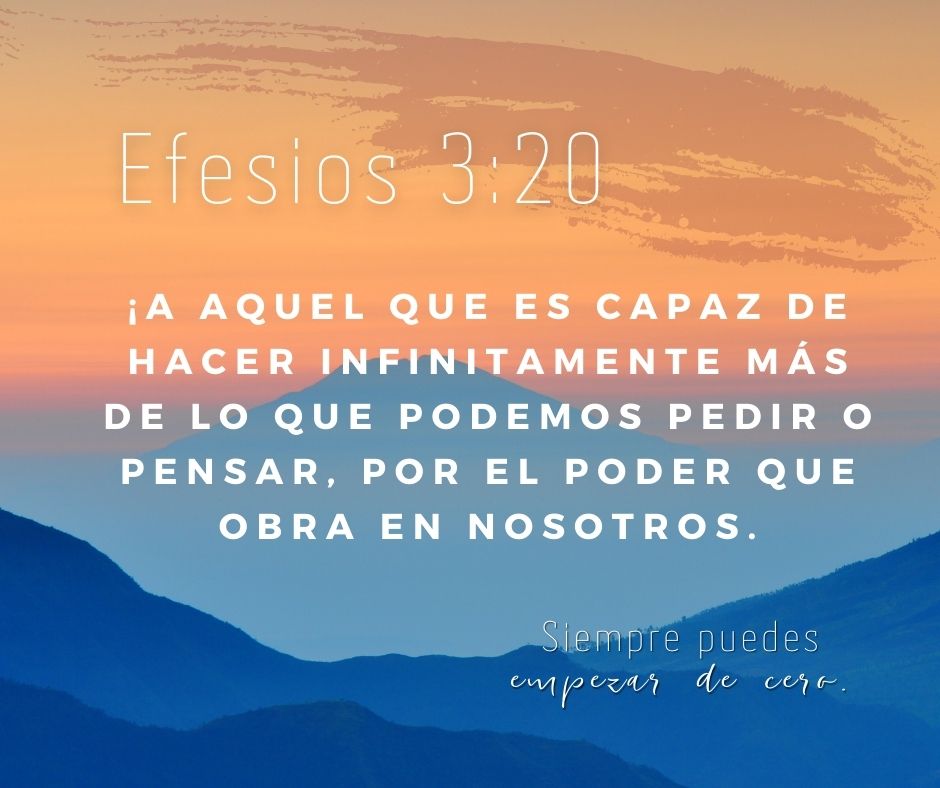 Efesios 3:20
¡A AQUEL QUE ES CAPAZ DE
HACER INFINITAMENTE MÁS
DE LO QUE PODEMOS PEDIR O
PENSAR, POR EL PODER QUE
OBRA EN NOSOTROS.
Siempre puedes
empezar de cero.